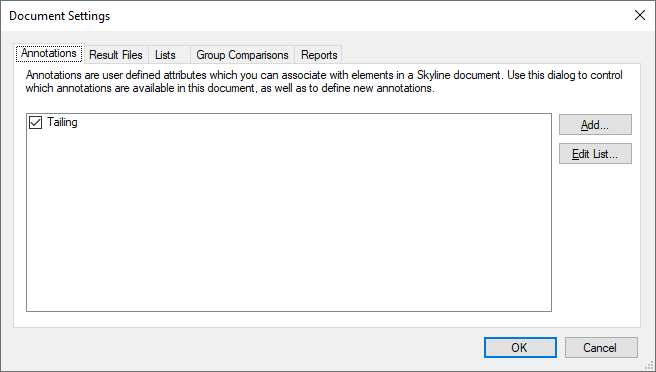 Document Settings
Annotations Result Files Lists Group Comparisons Reports
Annotations are user defined attributes which you can associate with elements in a Skyline document. Use this dialog to control
which annotations are available in this document, as well as to define new annotations.
Tailing
Add...
Edit List...
OK Cancel